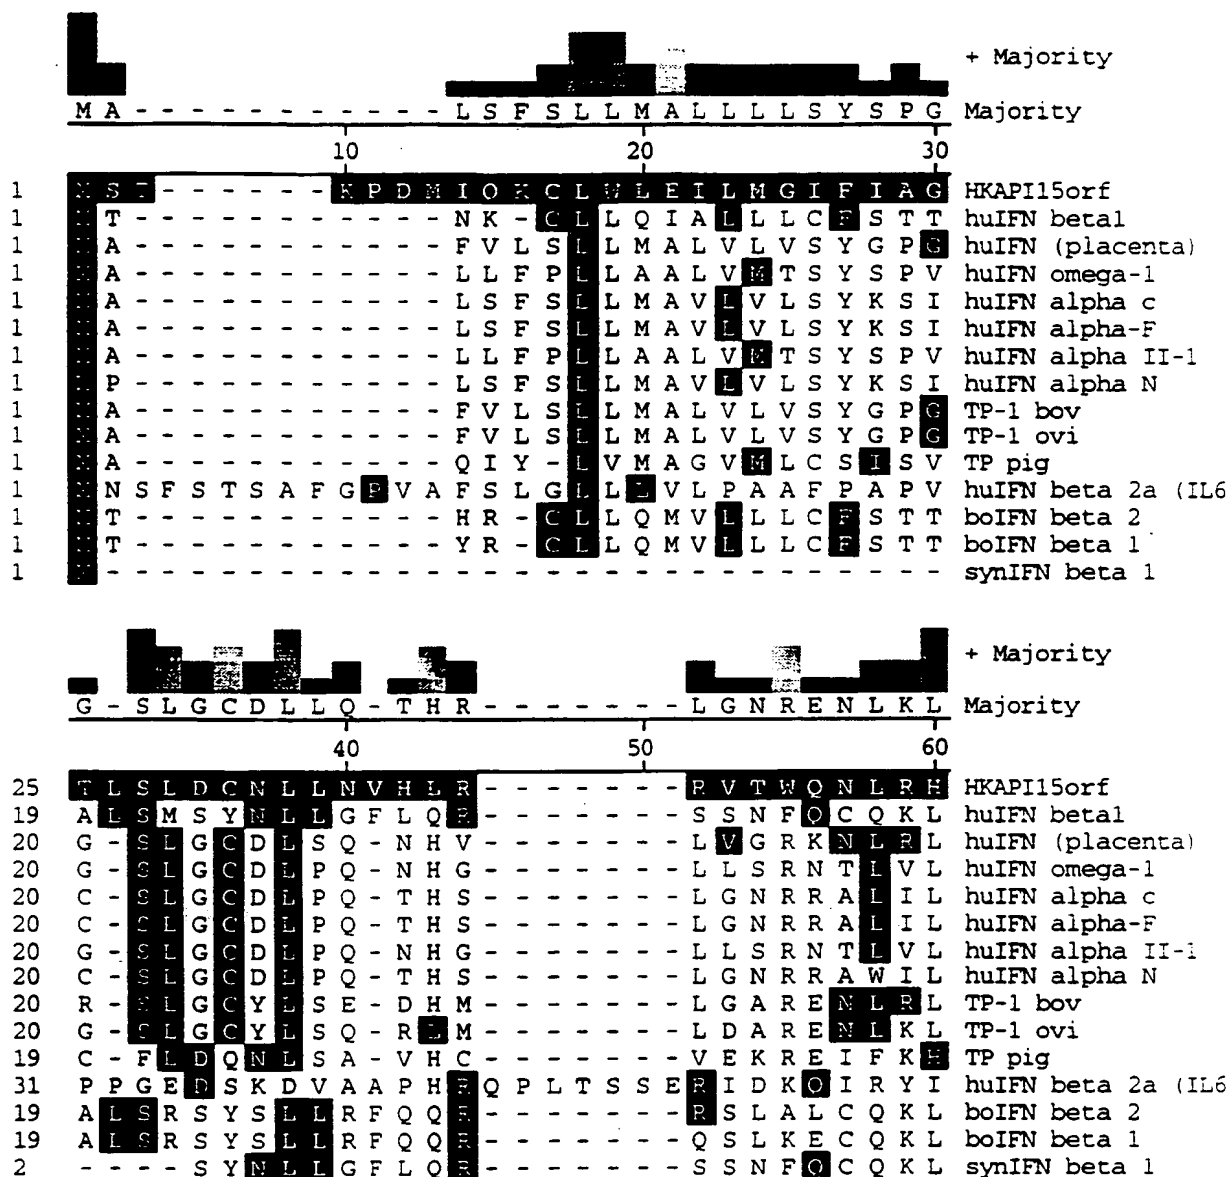 + Majority
M A - - - - - - - - - - - L S F S L L M A L L L L S Y S P G Majority
10 20 30
1 M S T - - - - - - K P D M I Q K C L W L E I L M G I F I A G HKAPI15orf
1 M T - - - - - - - - - - - N K - C L L Q I A L L L C F S T T huIFN beta1
1 M A - - - - - - - - - - - F V L S L L M A L V L V S Y G P G huIFN (placenta)
1 M A - - - - - - - - - - - L L F P L L A A L V M T S Y S P V huIFN omega-1
1 M A - - - - - - - - - - - L S F S L L M A V L V L S Y K S I huIFN alpha c
1 M A - - - - - - - - - - - L S F S L L M A V L V L S Y K S I huIFN alpha-F
1 M A - - - - - - - - - - - L L F P L L A A L V M T S Y S P V huIFN alpha II-1
1 M P - - - - - - - - - - - L S F S L L M A V L V L S Y K S I huIFN alpha N
1 M A - - - - - - - - - - - F V L S L L M A L V L V S Y G P G TP-1 bov
1 M A - - - - - - - - - - - F V L S L L M A L V L V S Y G P G TP-1 ovi
1 M A - - - - - - - - - - - Q I Y - L V M A G V M L C S I S V TP pig
1 M N S F S T S A F G P V A F S L G L L L V L P A A F P A P V huIFN beta 2a (IL6
1 M T - - - - - - - - - - - H R - C L L Q M V L L L C F S T T boIFN beta 2
1 M T - - - - - - - - - - - Y R - C L L Q M V L L L C F S T T boIFN beta 1
1 M - - - - - - - - - - - - - - - - - - - - - - - - - - - - - synIFN beta 1
+ Majority
G - S L G C D L L Q - T H R - - - - - - - L G N R E N L K L Majority
40 50 60
25 T L S L D C N L L N V H L R - - - - - - - R V T W Q N L R H HKAPI15orf
19 A L S M S Y N L L G F L Q R - - - - - - - S S N F Q C Q K L huIFN beta1
20 G - S L G C D L S Q - N H V - - - - - - - L V G R K N L R L huIFN (placenta)
20 G - S L G C D L P Q - N H G - - - - - - - L L S R N T L V L huIFN omega-1
20 C - S L G C D L P Q - T H S - - - - - - - L G N R R A L I L huIFN alpha c
20 C - S L G C D L P Q - T H S - - - - - - - L G N R R A L I L huIFN alpha-F
20 G - S L G C D L P Q - N H G - - - - - - - L L S R N T L V L huIFN alpha II-1
20 C - S L G C D L P Q - T H S - - - - - - - L G N R R A W I L huIFN alpha N
20 R - S L G C Y L S E - D H M - - - - - - - L G A R E N L R L TP-1 bov
20 G - S L G C Y L S Q - R L M - - - - - - - L D A R E N L K L TP-1 ovi
19 C - F L D Q N L S A - V H C - - - - - - - V E K R E I F K H TP pig
31 P P G E D S K D V A A P H R Q P L T S S E R I D K Q I R Y I huIFN beta 2a (IL6
19 A L S R S Y S L L R F Q Q R - - - - - - - R S L A L C Q K L boIFN beta 2
19 A L S R S Y S L L R F Q Q R - - - - - - - Q S L K E C Q K L boIFN beta 1
2 - - - - S Y N L L G F L Q R - - - - - - - S S N F Q C Q K L synIFN beta 1